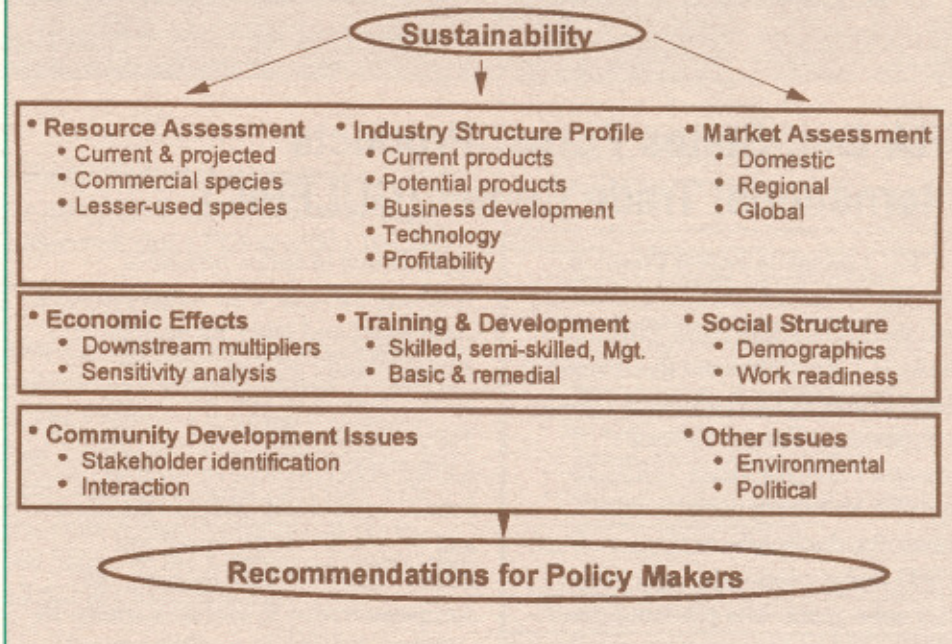 Sustainability
• Resource Assessment
• Current & projected
• Commercial species
• Lesser-used species
• Industry Structure Profile
• Current products
• Potential products
• Business development
• Technology
• Profitability
• Market Assessment
• Domestic
• Regional
• Global
• Economic Effects
• Downstream multipliers
• Sensitivity analysis
• Training & Development
• Skilled, semi-skilled, Mgt.
• Basic & remedial
• Social Structure
• Demographics
• Work readiness
• Community Development Issues
• Stakeholder identification
• Interaction
• Other Issues
• Environmental
• Political
Recommendations for Policy Makers